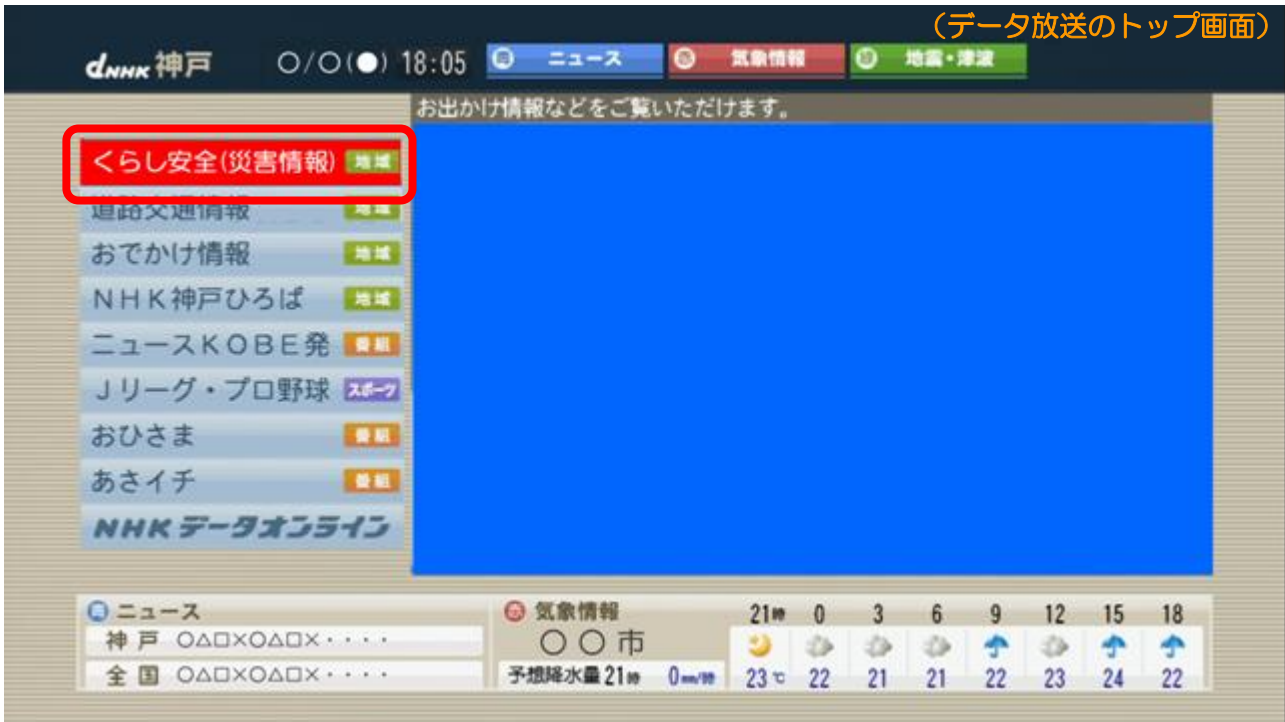 （データ放送のトップ画面）
dNHK神戸　○/○(●) 18:05　ニュース　気象情報　地震・津波
お出かけ情報などをご覧いただけます。
くらし安全(災害情報) 地域
道路交通情報 地域
おでかけ情報 地域
ＮＨＫ神戸ひろば 地域
ニュースＫＯＢＥ発 番組
Ｊリーグ・プロ野球 スポーツ
おひさま 番組
あさイチ 番組
NHKデータオンライン
ニュース
神戸 ○△□×○△□×・・・・
全国 ○△□×○△□×・・・・
気象情報 21時 0 3 6 9 12 15 18
○○市
予想降水量21時 0mm/時 23℃ 22 21 21 22 23 24 22